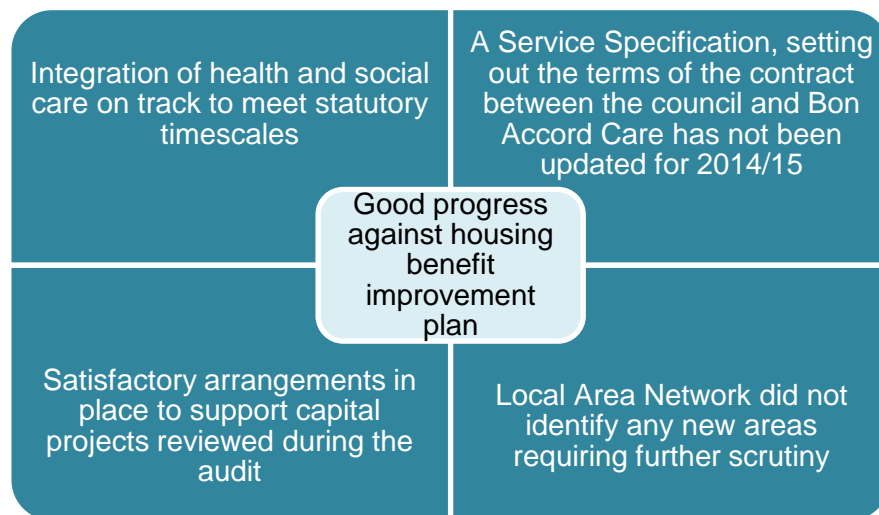 Integration of health and social
care on track to meet statutory
timescales
A Service Specification, setting
out the terms of the contract
between the council and Bon
Accord Care has not been
updated for 2014/15
Good progress
against housing
benefit
improvement
plan
Satisfactory arrangements in
place to support capital
projects reviewed during the
audit
Local Area Network did not
identify any new areas
requiring further scrutiny